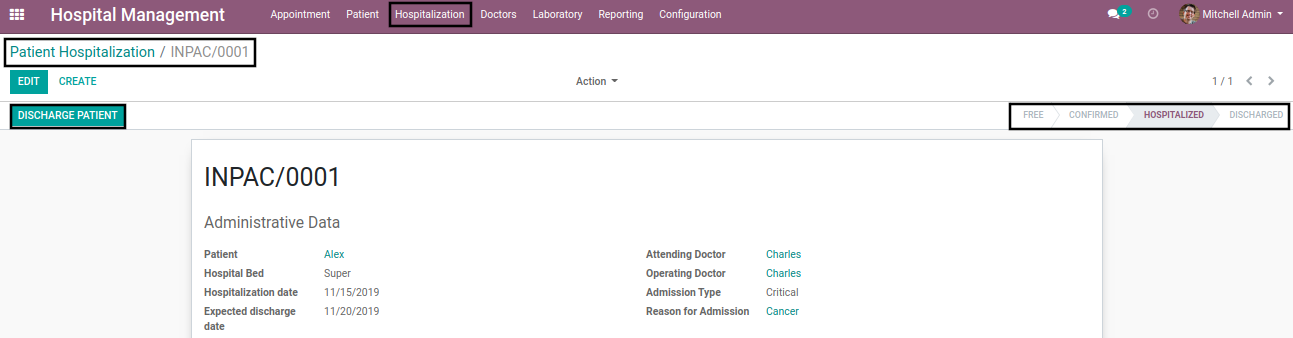 Hospital Management Appointment Patient Hospitalization Doctors Laboratory Reporting Configuration 2 Mitchell Admin
Patient Hospitalization / INPAC/0001
EDIT CREATE Action 1 / 1
DISCHARGE PATIENT FREE CONFIRMED HOSPITALIZED DISCHARGED
INPAC/0001
Administrative Data
Patient Alex Attending Doctor Charles
Hospital Bed Super Operating Doctor Charles
Hospitalization date 11/15/2019 Admission Type Critical
Expected discharge 11/20/2019 Reason for Admission Cancer
date